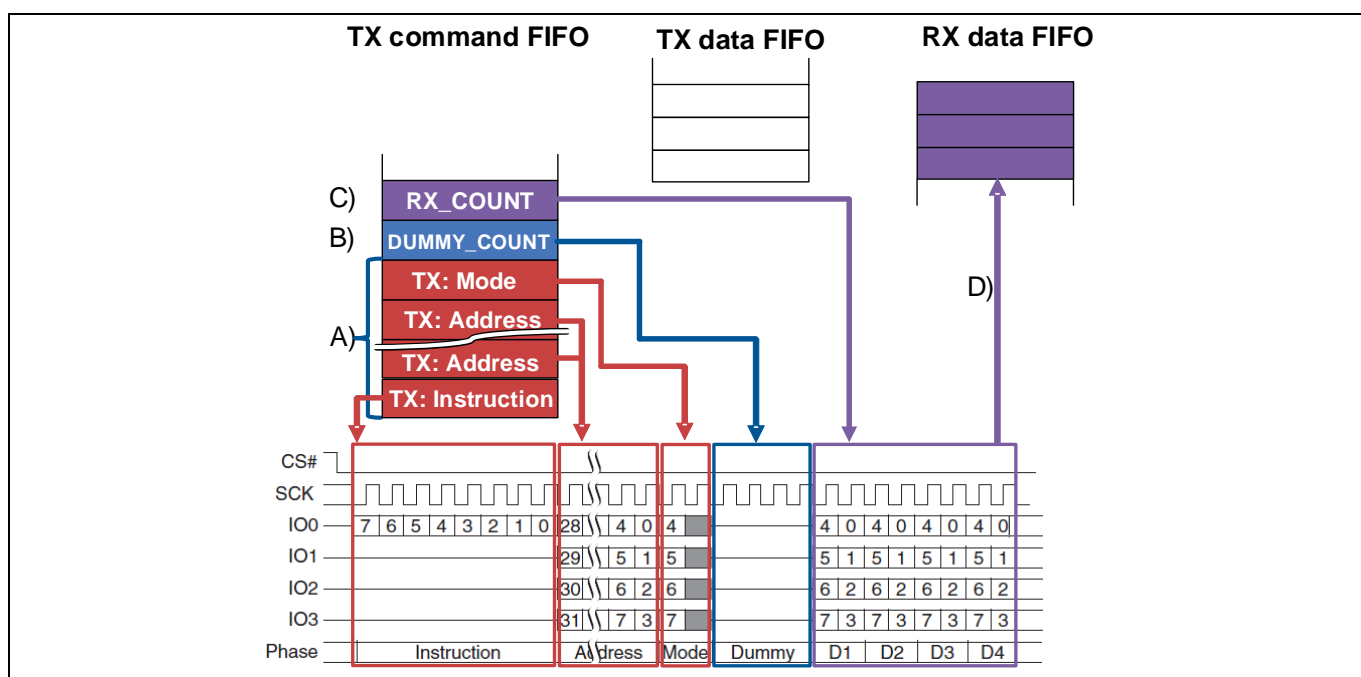 TX command FIFO TX data FIFO RX data FIFO
C) RX_COUNT
B) DUMMY_COUNT
TX: Mode
D)
TX: Address
A)
TX: Address
TX: Instruction
CS#
SCK
IO0 7 6 5 4 3 2 1 0 28 4 0 4 4 0 4 0 4 0 4 0
IO1 29 5 1 5 5 1 5 1 5 1 5 1
IO2 30 6 2 6 6 2 6 2 6 2 6 2
IO3 31 7 3 7 7 3 7 3 7 3 7 3
Phase Instruction Address Mode Dummy D1 D2 D3 D4